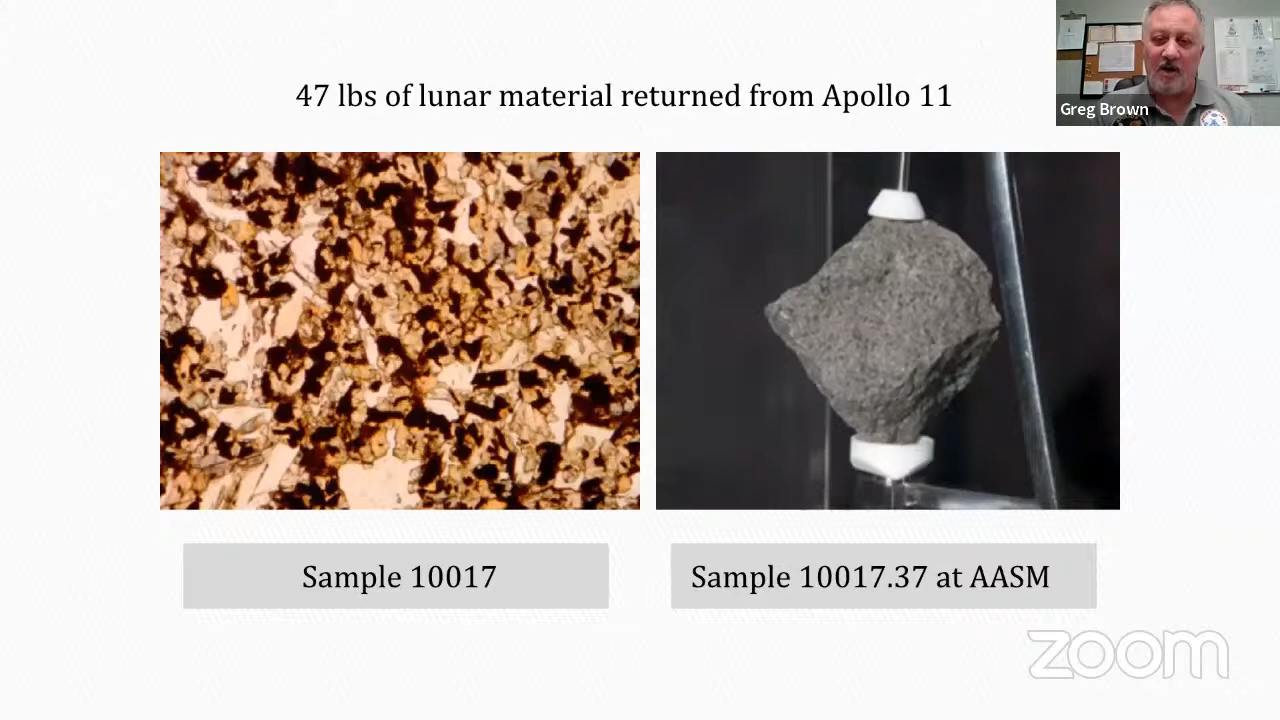 47 lbs of lunar material returned from Apollo 11
Greg Brown
Sample 10017
Sample 10017.37 at AASM
zoom